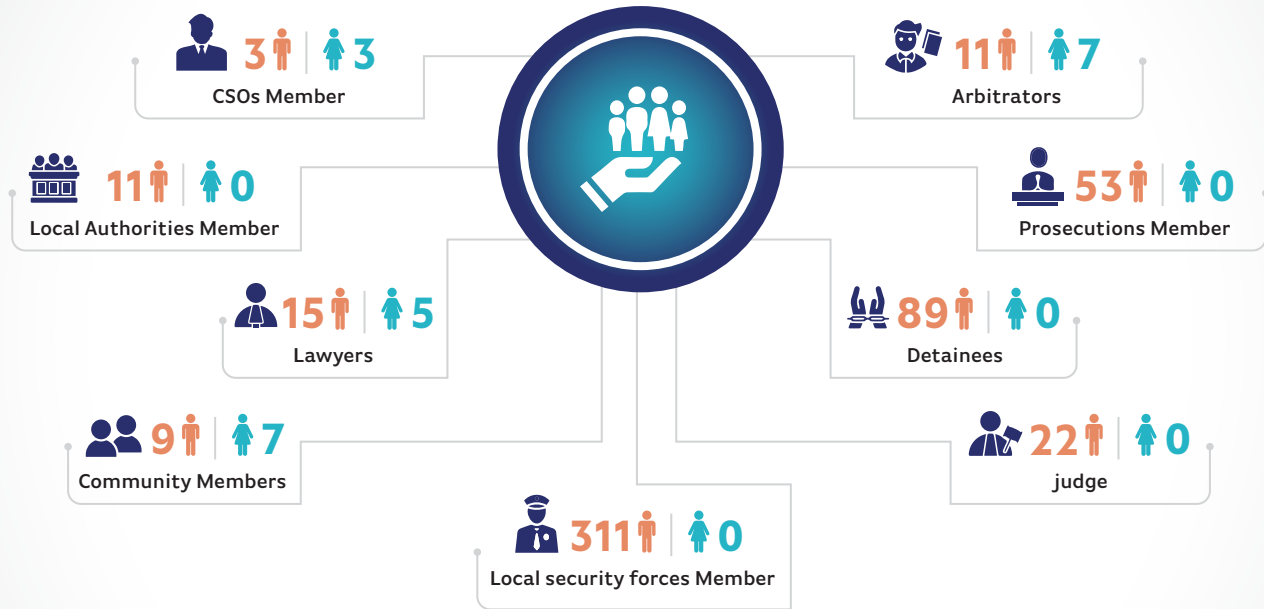 3 3
CSOs Member
11 7
Arbitrators
11 0
Local Authorities Member
53 0
Prosecutions Member
15 5
Lawyers
89 0
Detainees
9 7
Community Members
22 0
judge
311 0
Local security forces Member